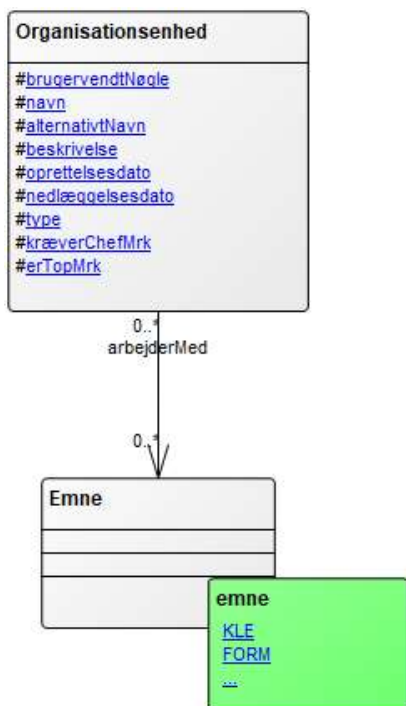 Organisationsenhed
#brugervendtNøgle
#navn
#alternativtNavn
#beskrivelse
#oprettelsesdato
#nedlæggelsesdato
#type
#kræverChefMrk
#erTopMrk
0..*
arbejderMed
0..*
Emne
emne
KLE
FORM
...